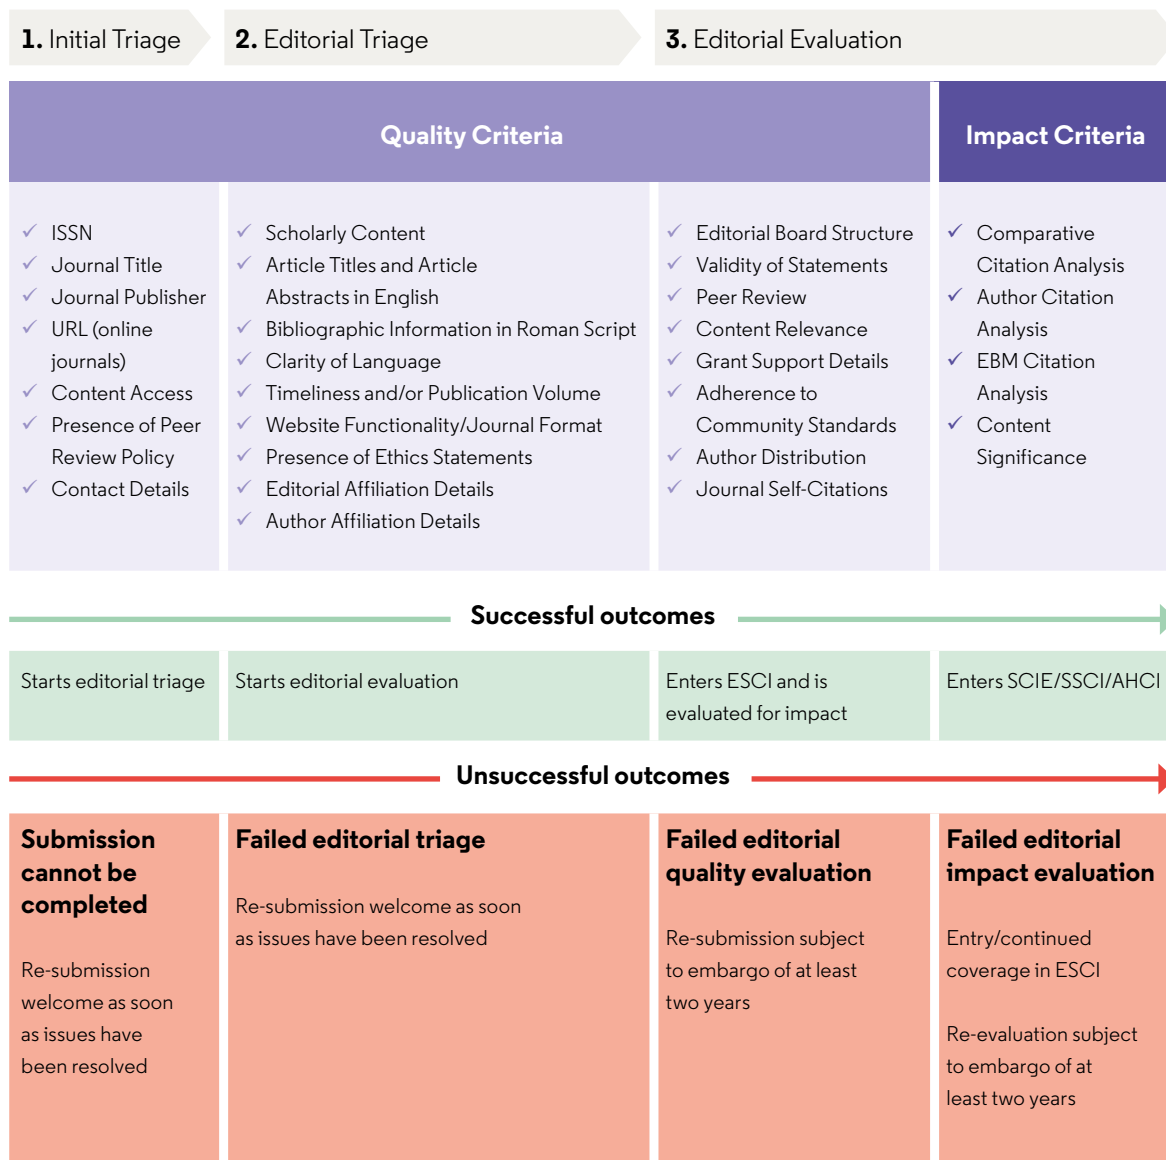 1. Initial Triage
2. Editorial Triage
3. Editorial Evaluation
Quality Criteria
Impact Criteria
ISSN
Journal Title
Journal Publisher
URL (online
journals)
Content Access
Presence of Peer
Review Policy
Contact Details
Scholarly Content
Article Titles and Article
Abstracts in English
Bibliographic Information in Roman Script
Clarity of Language
Timeliness and/or Publication Volume
Website Functionality/Journal Format
Presence of Ethics Statements
Editorial Affiliation Details
Author Affiliation Details
Editorial Board Structure
Validity of Statements
Peer Review
Content Relevance
Grant Support Details
Adherence to
Community Standards
Author Distribution
Journal Self-Citations
Comparative
Citation Analysis
Author Citation
Analysis
EBM Citation
Analysis
Content
Significance
Successful outcomes
Starts editorial triage
Starts editorial evaluation
Enters ESCI and is
evaluated for impact
Enters SCIE/SSCI/AHCI
Unsuccessful outcomes
Submission
cannot be
completed
Re-submission
welcome as soon
as issues have
been resolved
Failed editorial triage
Re-submission welcome as soon
as issues have been resolved
Failed editorial
quality evaluation
Re-submission subject
to embargo of at least
two years
Failed editorial
impact evaluation
Entry/continued
coverage in ESCI
Re-evaluation subject
to embargo of at
least two years